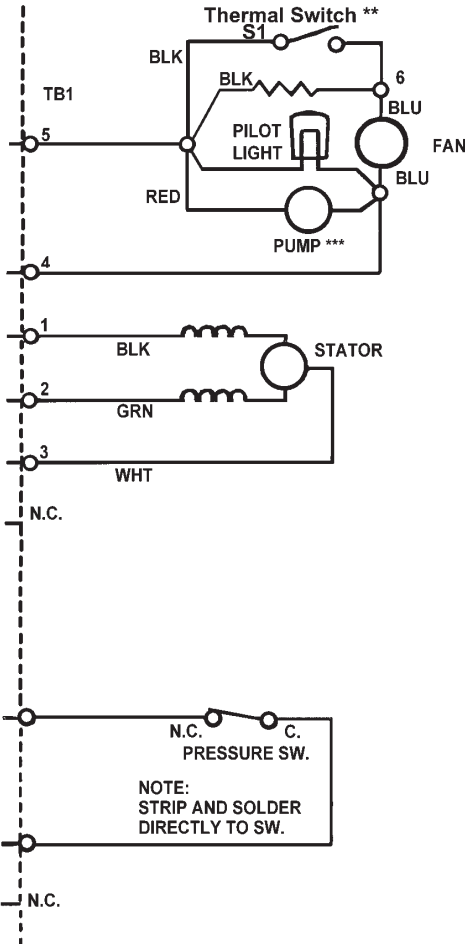 Thermal Switch **
S1
BLK
BLK
6
TB1
BLU
5
PILOT
LIGHT
FAN
BLU
RED
PUMP ***
4
1
BLK
STATOR
2
GRN
3
WHT
N.C.
N.C.
C.
PRESSURE SW.
NOTE:
STRIP AND SOLDER
DIRECTLY TO SW.
N.C.